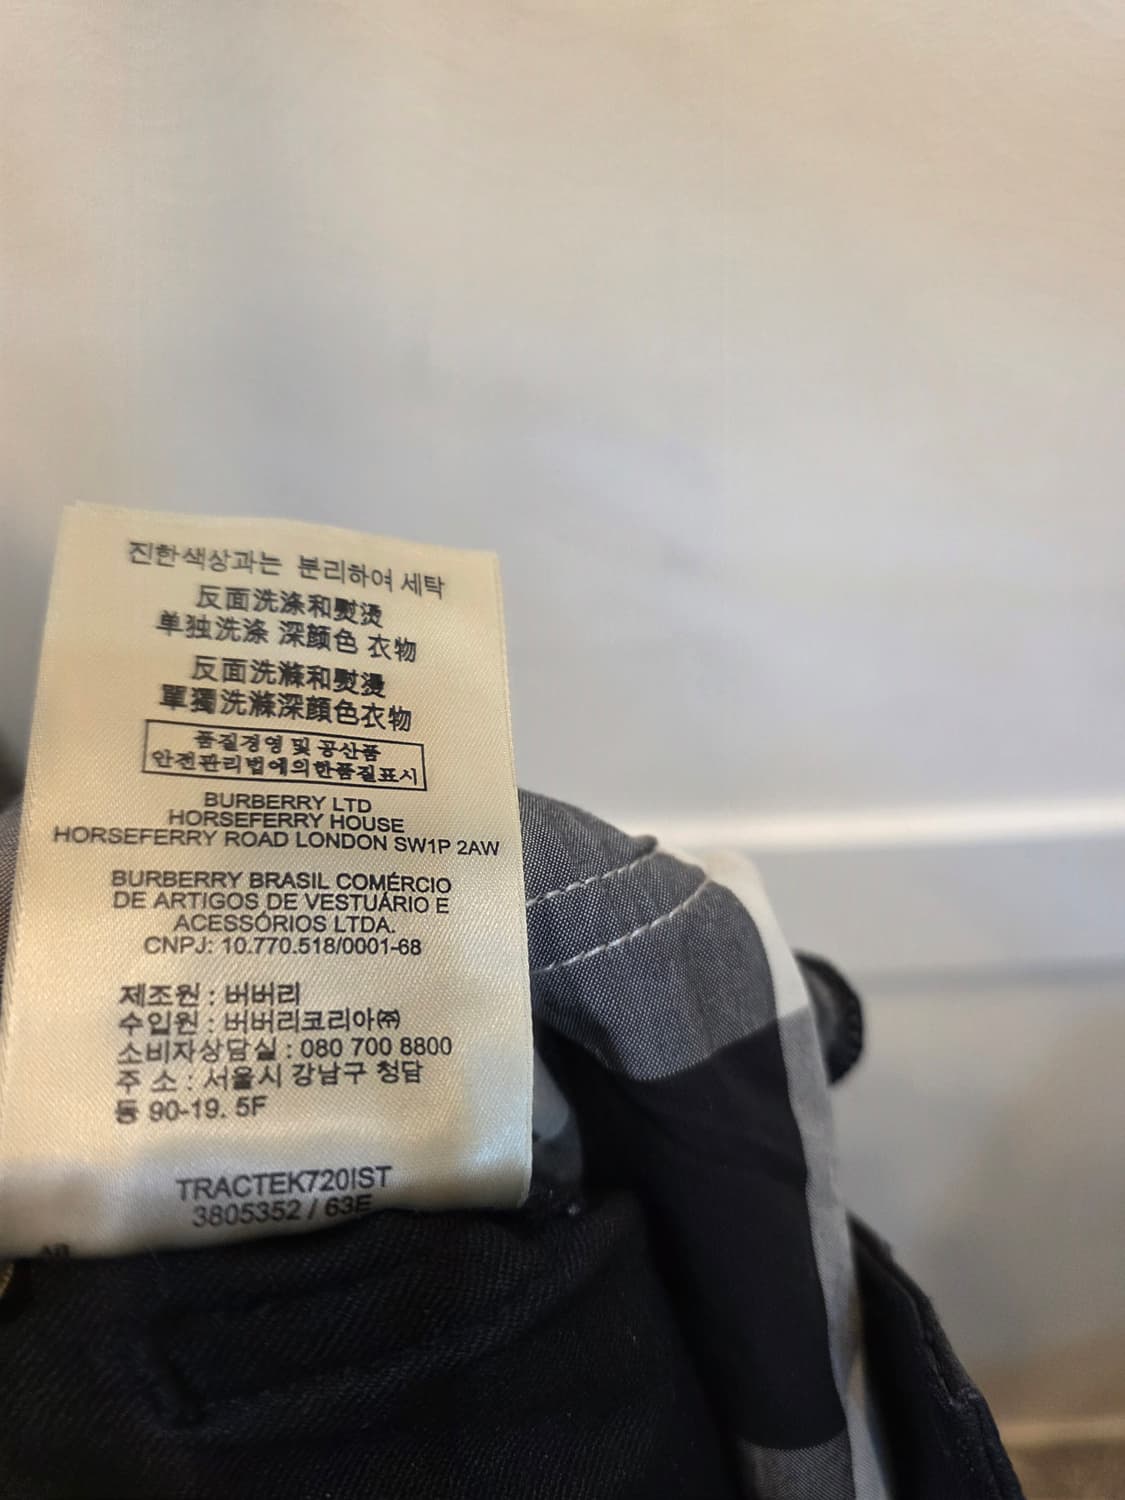 진한색상과는 분리하여 세탁
反面洗涤和熨烫
单独洗涤 深颜色 衣物
反面洗滌和熨燙
單獨洗滌深顏色衣物
품질경영 및 공산품
안전관리법에의한품질표시
BURBERRY LTD
HORSEFERRY HOUSE
HORSEFERRY ROAD LONDON SW1P 2AW
BURBERRY BRASIL COMÉRCIO
DE ARTIGOS DE VESTUÁRIO E
ACESSÓRIOS LTDA.
CNPJ: 10.770.518/0001-68
제조원 : 버버리
수입원 : 버버리코리아㈜
소비자상담실 : 080 700 8800
주 소 : 서울시 강남구 청담
동 90-19. 5F
TRACTEK720IST
3805352 / 63E